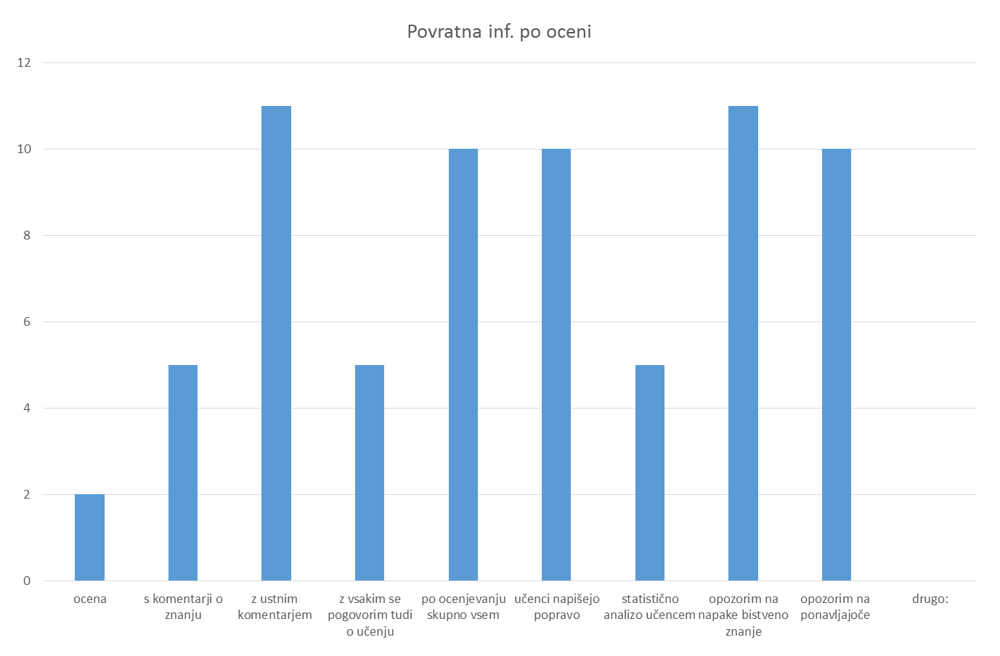 Povratna inf. po oceni
12
10
8
6
4
2
0
ocena
s komentarji o
znanju
z ustnim
komentarjem
z vsakim se
pogovorim tudi
o učenju
po ocenjevanju
skupno vsem
učenci napišejo
popravo
statistično
analizo učencem
opozorim na
napake bistveno
znanje
opozorim na
ponavljajoče
drugo: